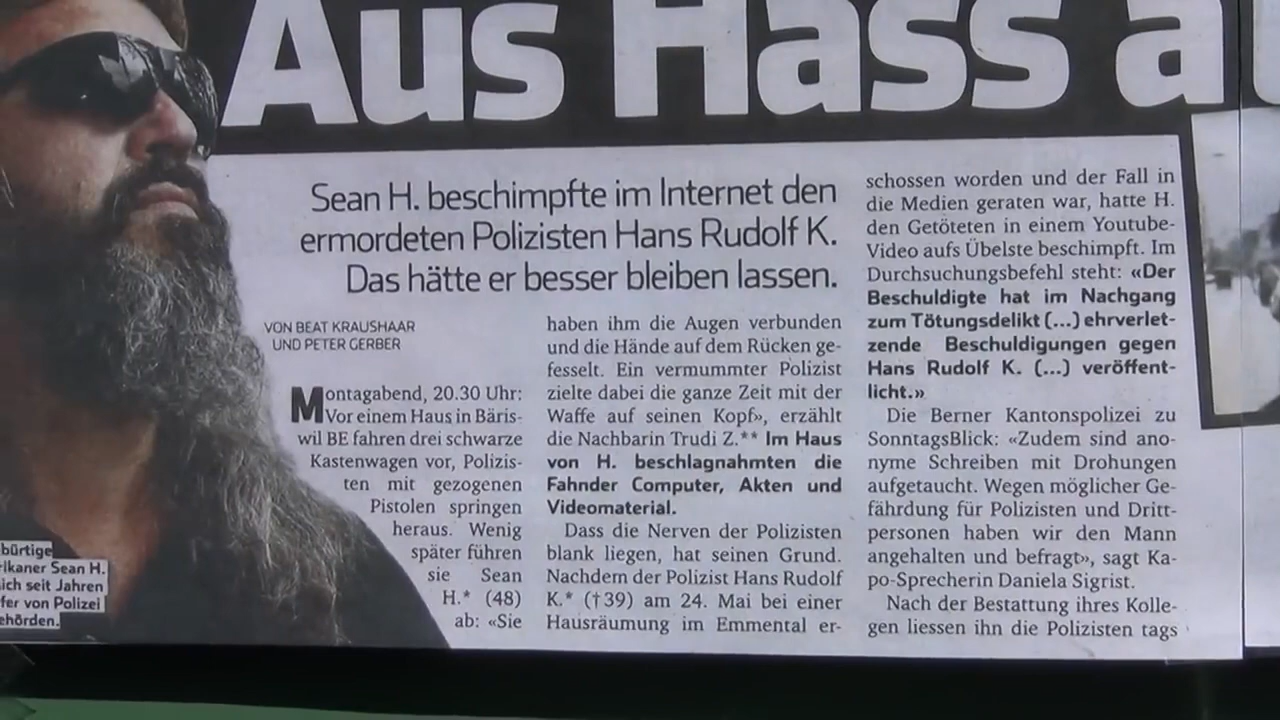 Aus Hass a
Sean H. beschimpfte im Internet den
ermordeten Polizisten Hans Rudolf K.
Das hätte er besser bleiben lassen.
VON BEAT KRAUSHAAR
UND PETER GERBER
Montagabend, 20.30 Uhr:
Vor einem Haus in Bäris-
wil BE fahren drei schwarze
Kastenwagen vor, Polizis-
ten mit gezogenen
Pistolen springen
heraus. Wenig
später führen
sie Sean
H.* (48)
ab: «Sie
haben ihm die Augen verbunden
und die Hände auf dem Rücken ge-
fesselt. Ein vermummter Polizist
zielte dabei die ganze Zeit mit der
Waffe auf seinen Kopf», erzählt
die Nachbarin Trudi Z.** Im Haus
von H. beschlagnahmten die
Fahnder Computer, Akten und
Videomaterial.
Dass die Nerven der Polizisten
blank liegen, hat seinen Grund.
Nachdem der Polizist Hans Rudolf
K.* (†39) am 24. Mai bei einer
Hausräumung im Emmental er-
schossen worden und der Fall in
die Medien geraten war, hatte H.
den Getöteten in einem Youtube-
Video aufs Übelste beschimpft. Im
Durchsuchungsbefehl steht: «Der
Beschuldigte hat im Nachgang
zum Tötungsdelikt (...) ehrverlet-
zende Beschuldigungen gegen
Hans Rudolf K. (...) veröffent-
licht.»
Die Berner Kantonspolizei zu
SonntagsBlick: «Zudem sind ano-
nyme Schreiben mit Drohungen
aufgetaucht. Wegen möglicher Ge-
fährdung für Polizisten und Dritt-
personen haben wir den Mann
angehalten und befragt», sagt Ka-
po-Sprecherin Daniela Sigrist.
Nach der Bestattung ihres Kolle-
gen liessen ihn die Polizisten tags
bürtige
rikaner Sean H.
ich seit Jahren
fer von Polizei
ehörden.